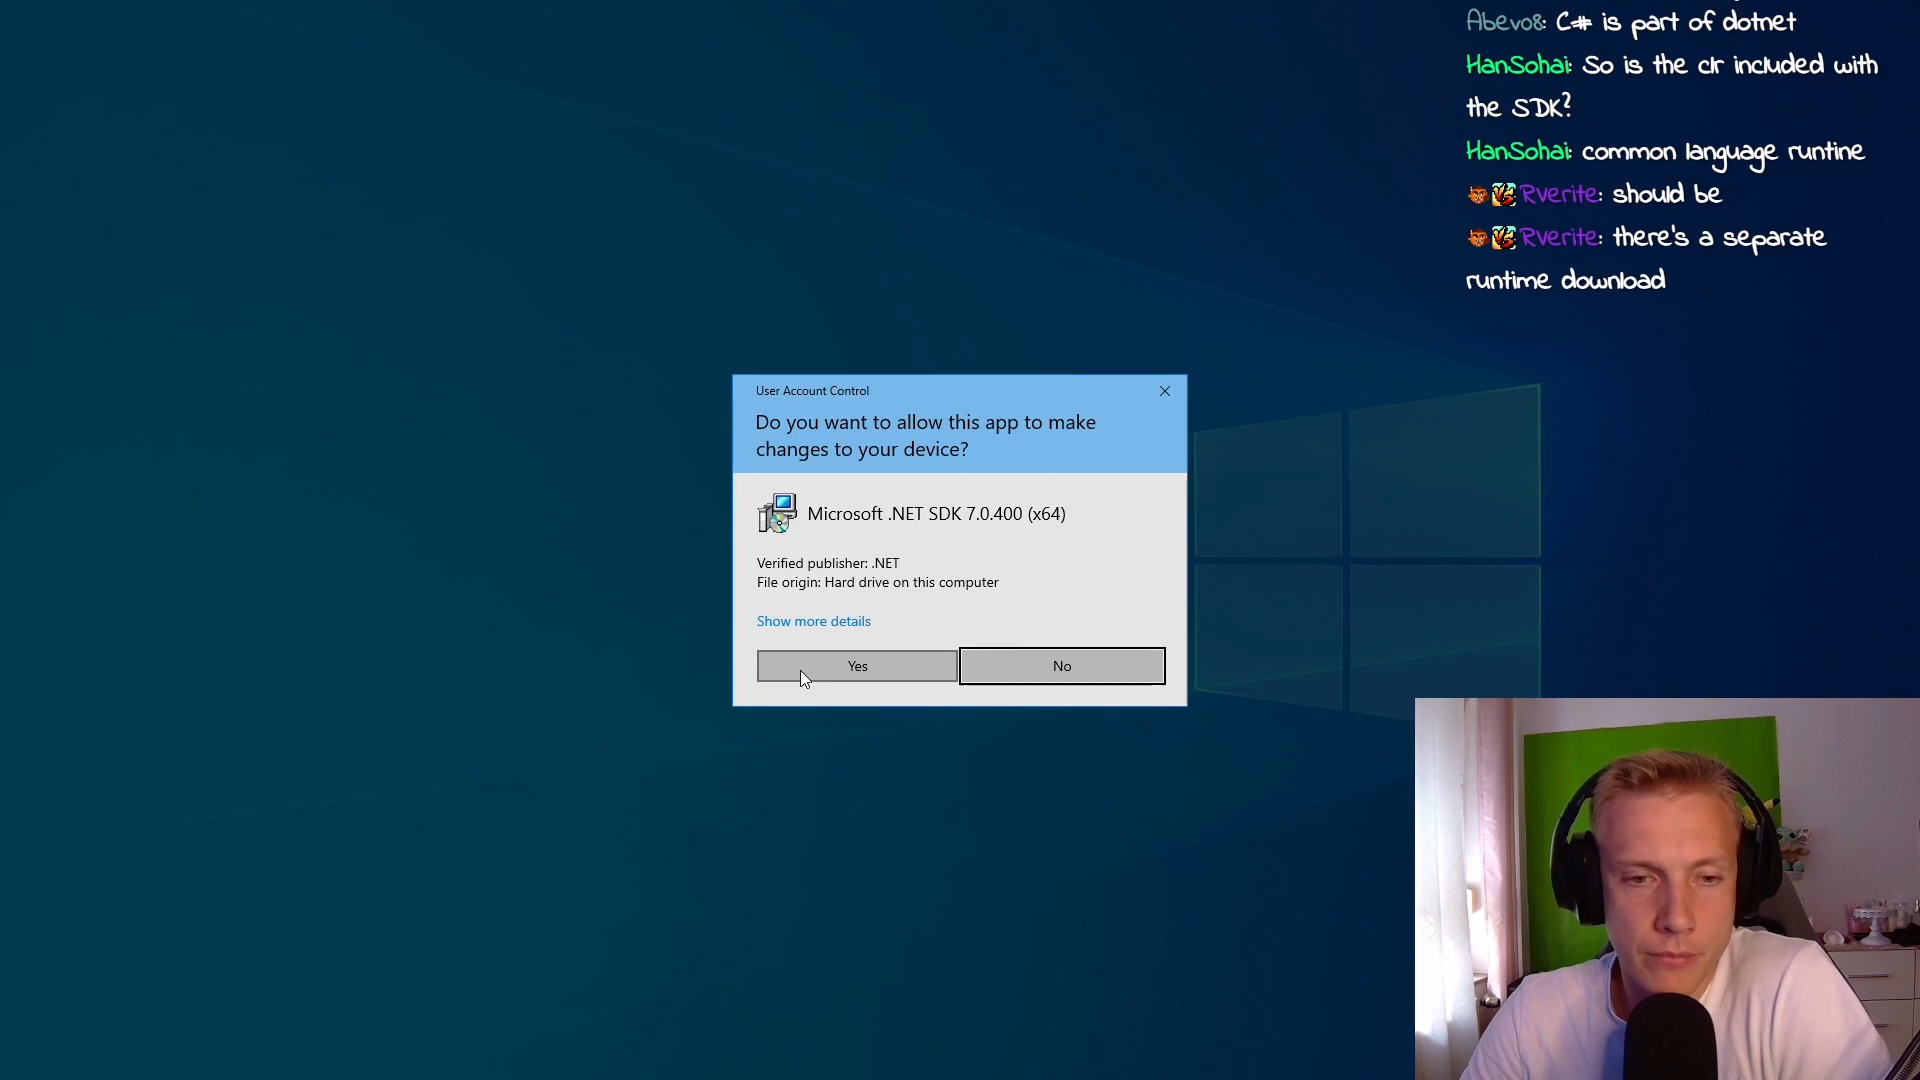 Abevo8: C# is part of dotnet
HanSohai: So is the clr included with
the SDK?
HanSohai: common language runtine
Rverite: should be
Rverite: there's a separate
runtime download
User Account Control
Do you want to allow this app to make
changes to your device?
Microsoft .NET SDK 7.0.400 (x64)
Verified publisher: .NET
File origin: Hard drive on this computer
Show more details
Yes
No